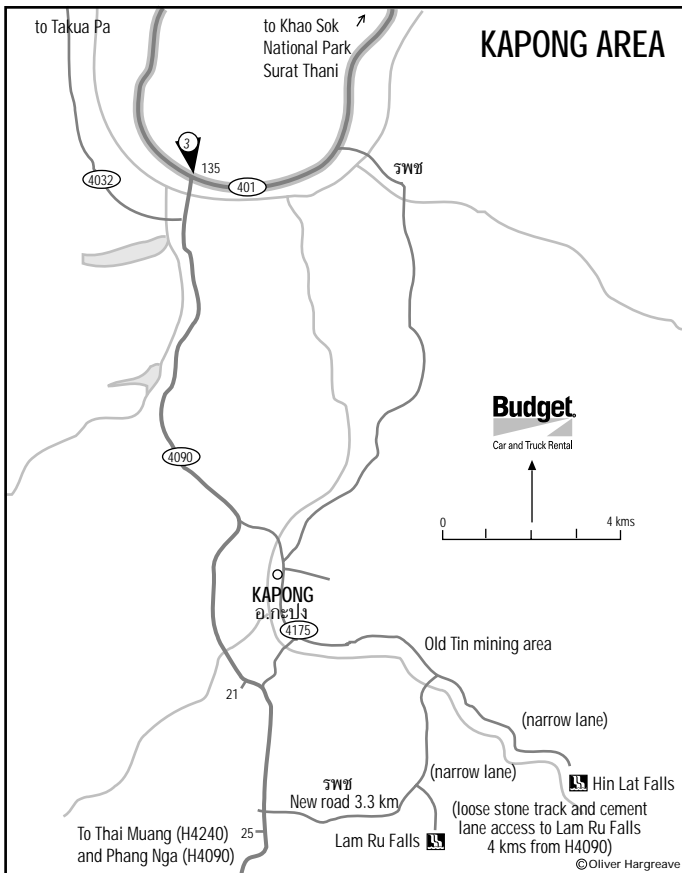 to Takua Pa
to Khao Sok
National Park
Surat Thani
KAPONG AREA
3
135
รพช
4032
401
Budget.
Car and Truck Rental
4090
0
4 kms
KAPONG
อ.กะปง
4175
Old Tin mining area
21
(narrow lane)
รพช
New road 3.3 km
(narrow lane)
Hin Lat Falls
(loose stone track and cement
lane access to Lam Ru Falls
4 kms from H4090)
To Thai Muang (H4240)
and Phang Nga (H4090)
25
Lam Ru Falls
©Oliver Hargreave